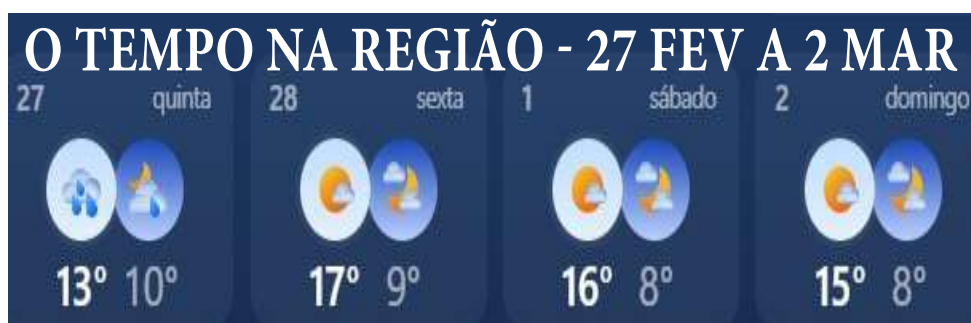 O TEMPO NA REGIÃO - 27 FEV A 2 MAR
27 quinta 28 sexta 1 sábado 2 domingo
13° 10° 17° 9° 16° 8° 15° 8°